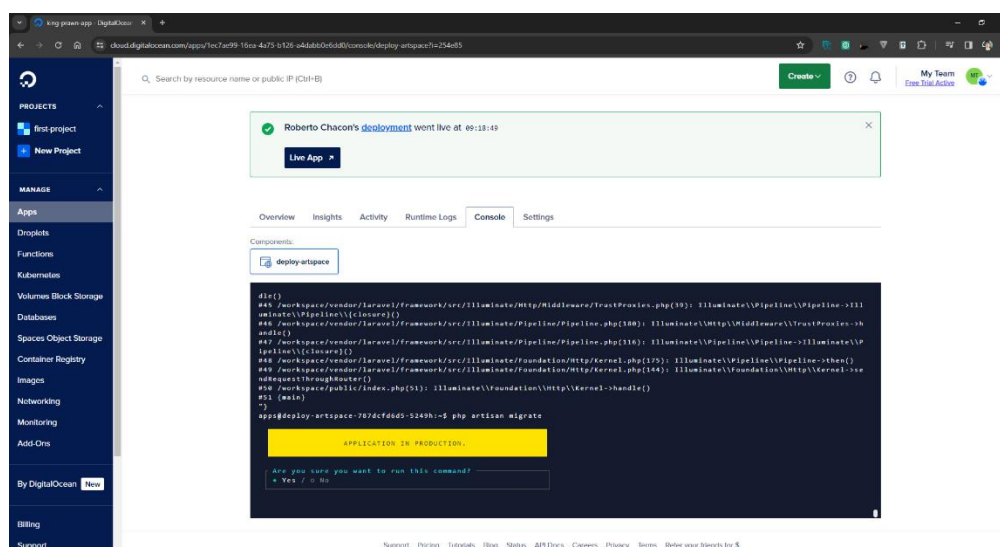 king-prawn-app - DigitalOcean
cloud.digitalocean.com/apps/1ec7ae99-16ea-4a75-b126-a4dabb0e6dd0/console/deploy-artspace?i=254e85
Search by resource name or public IP (Ctrl+B)
Create
My Team
Free Trial Active
MT
PROJECTS
first-project
New Project
MANAGE
Apps
Droplets
Functions
Kubernetes
Volumes Block Storage
Databases
Spaces Object Storage
Container Registry
Images
Networking
Monitoring
Add-Ons
By DigitalOcean New
Billing
Support
Roberto Chacon's deployment went live at 09:18:49
Live App
Overview Insights Activity Runtime Logs Console Settings
Components:
deploy-artspace
dle()
#45 /workspace/vendor/laravel/framework/src/Illuminate/Http/Middleware/TrustProxies.php(39): Illuminate\\Pipeline\\Pipeline->Ill
uminate\\Pipeline\\{closure}()
#46 /workspace/vendor/laravel/framework/src/Illuminate/Pipeline/Pipeline.php(180): Illuminate\\Http\\Middleware\\TrustProxies->h
andle()
#47 /workspace/vendor/laravel/framework/src/Illuminate/Pipeline/Pipeline.php(116): Illuminate\\Pipeline\\Pipeline->Illuminate\\P
ipeline\\{closure}()
#48 /workspace/vendor/laravel/framework/src/Illuminate/Foundation/Http/Kernel.php(175): Illuminate\\Pipeline\\Pipeline->then()
#49 /workspace/vendor/laravel/framework/src/Illuminate/Foundation/Http/Kernel.php(144): Illuminate\\Foundation\\Http\\Kernel->se
ndRequestThroughRouter()
#50 /workspace/public/index.php(51): Illuminate\\Foundation\\Http\\Kernel->handle()
#51 {main}
"}
apps@deploy-artspace-787dcfd6d5-5249h:~$ php artisan migrate
APPLICATION IN PRODUCTION.
Are you sure you want to run this command?
Yes / No
Support Pricing Tutorials Blog Status API Docs Careers Privacy Terms Refer your friends for $